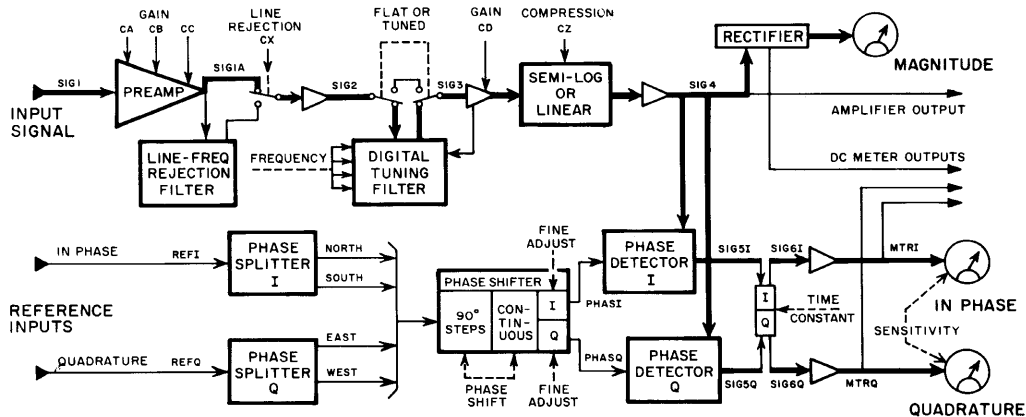 GAIN
CA
CB
CC
LINE
REJECTION
CX
FLAT OR
TUNED
GAIN
CD
COMPRESSION
CZ
RECTIFIER
MAGNITUDE
SIG1
PREAMP
SIG1A
SIG2
SIG3
SEMI-LOG
OR
LINEAR
SIG4
AMPLIFIER OUTPUT
INPUT
SIGNAL
LINE-FREQ
REJECTION
FILTER
FREQUENCY
DIGITAL
TUNING
FILTER
DC METER OUTPUTS
IN PHASE
REFI
PHASE
SPLITTER
I
NORTH
SOUTH
FINE
ADJUST
PHASE SHIFTER
90° STEPS
CON-
TIN-
UOUS
I
Q
PHASI
PHASE
DETECTOR
I
SIG5I
SIG6I
MTRI
IN PHASE
I
Q
TIME
CONSTANT
SENSITIVITY
REFERENCE
INPUTS
QUADRATURE
REFQ
PHASE
SPLITTER
Q
EAST
WEST
PHASE
SHIFT
FINE
ADJUST
PHASQ
PHASE
DETECTOR
Q
SIG5Q
SIG6Q
MTRQ
QUADRATURE